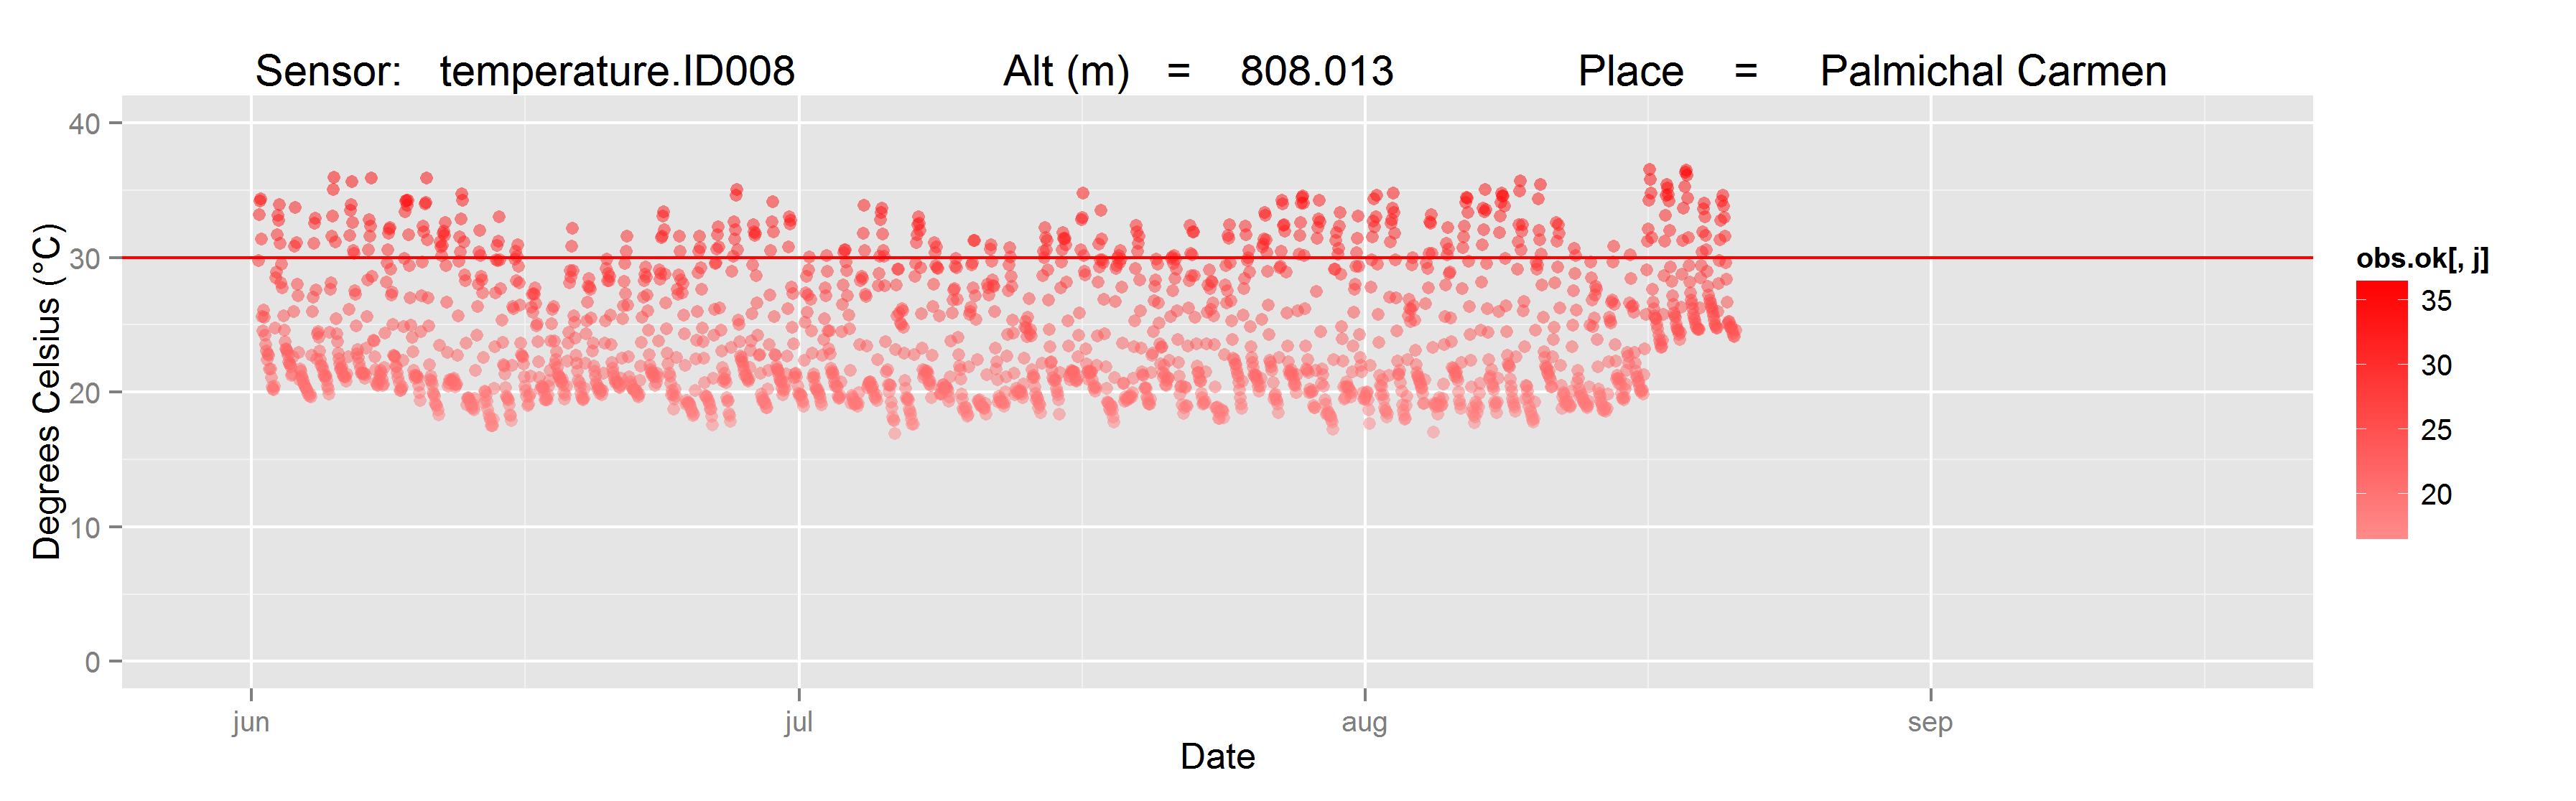 Sensor: temperature.ID008 Alt (m) = 808.013 Place = Palmichal Carmen
Degrees Celsius (°C)
40
30
20
10
0
jun jul aug sep
Date
obs.ok[, j]
35
30
25
20